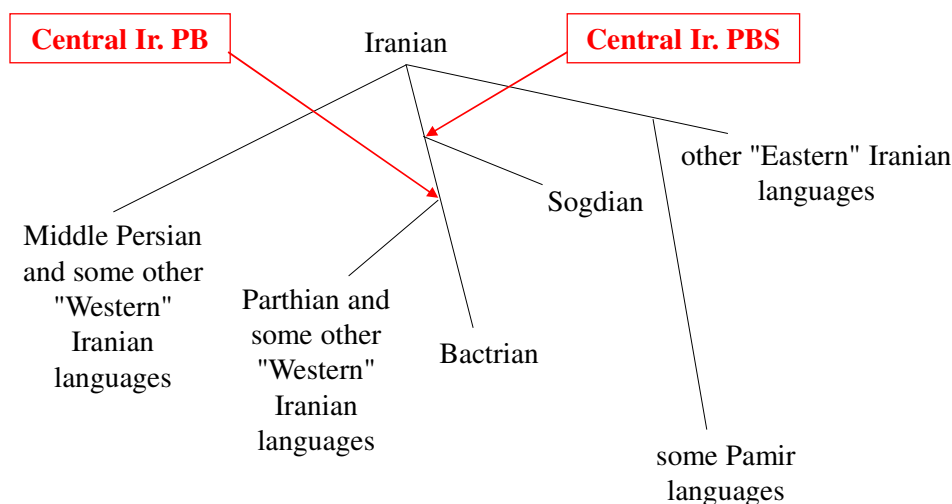 Central Ir. PB
Iranian
Central Ir. PBS
other "Eastern" Iranian
languages
Sogdian
Middle Persian
and some other
"Western"
Iranian
languages
Parthian and
some other
"Western"
Iranian
languages
Bactrian
some Pamir
languages